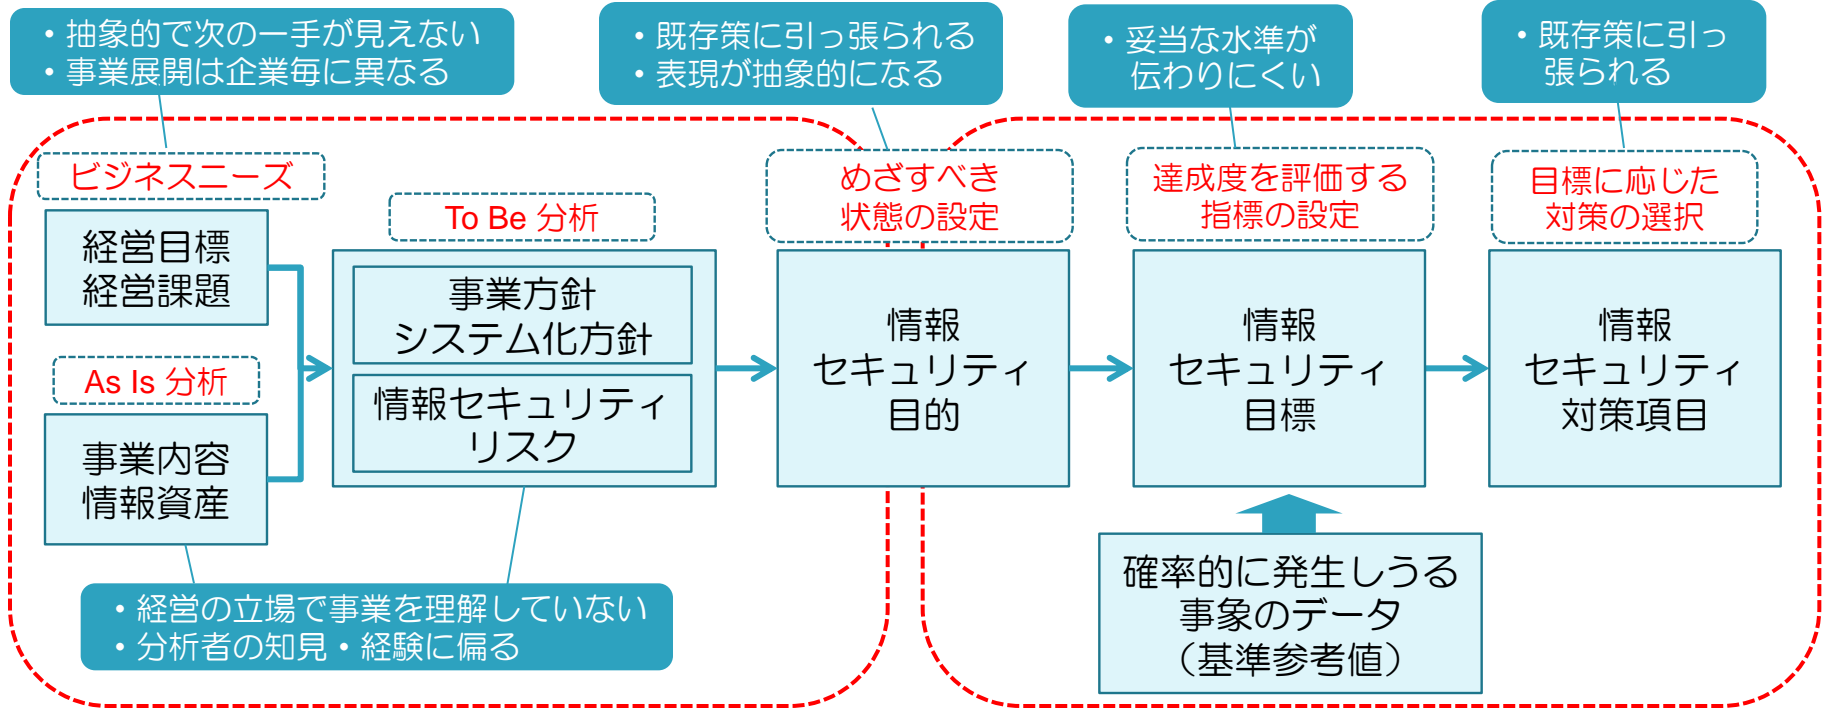 ・抽象的で次の一手が見えない
・事業展開は企業毎に異なる
・既存策に引っ張られる
・表現が抽象的になる
・妥当な水準が
伝わりにくい
・既存策に引っ
張られる
ビジネスニーズ
経営目標
経営課題
As Is 分析
事業内容
情報資産
To Be 分析
事業方針
システム化方針
情報セキュリティ
リスク
めざすべき
状態の設定
情報
セキュリティ
目的
達成度を評価する
指標の設定
情報
セキュリティ
目標
目標に応じた
対策の選択
情報
セキュリティ
対策項目
・経営の立場で事業を理解していない
・分析者の知見・経験に偏る
確率的に発生しうる
事象のデータ
（基準参考値）